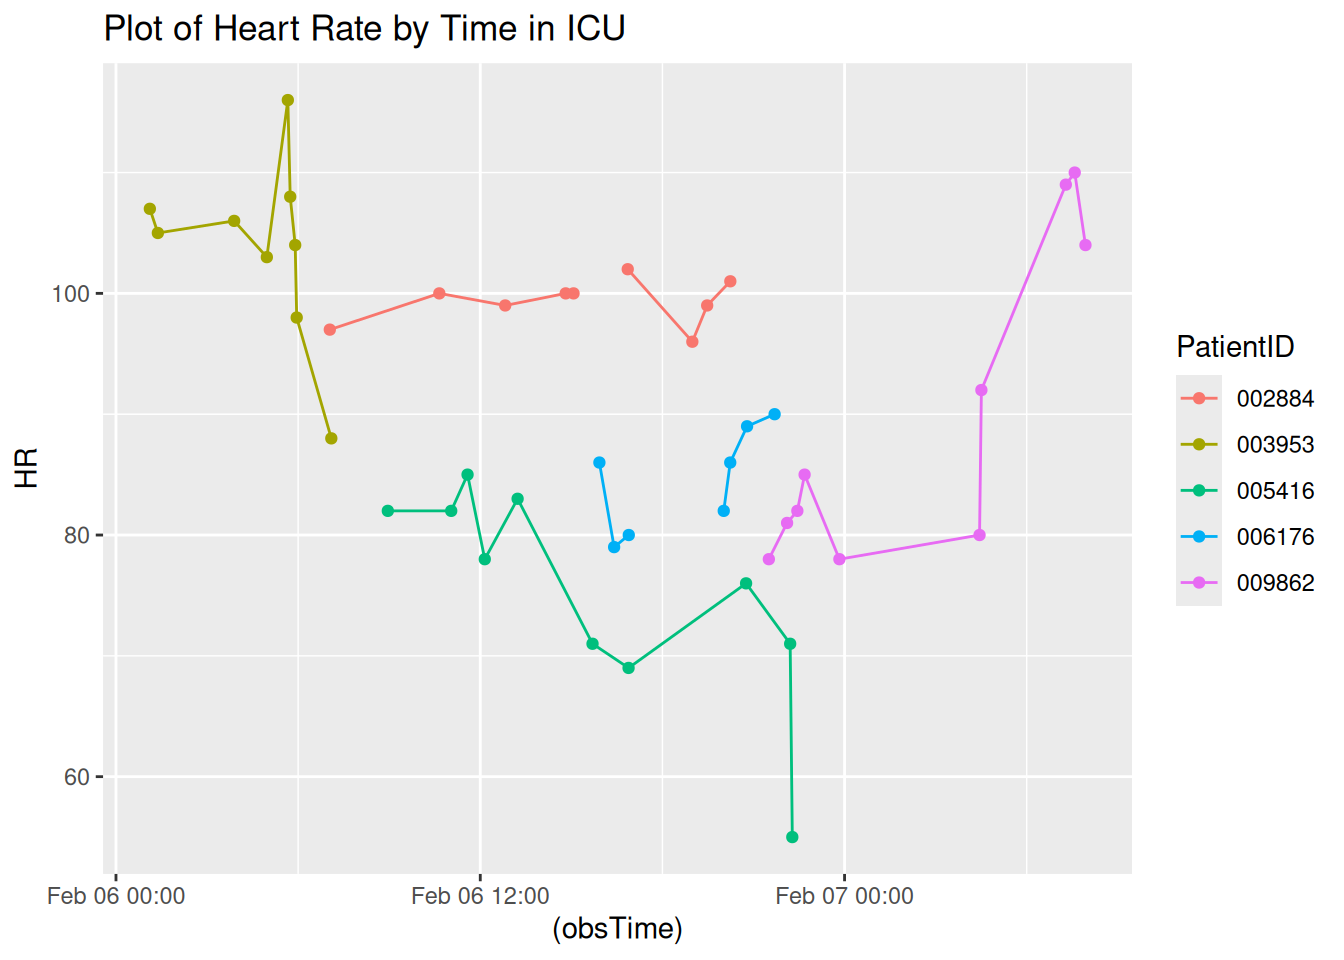 Plot of Heart Rate by Time in ICU
HR
100
80
60
Feb 06 00:00
Feb 06 12:00
Feb 07 00:00
(obsTime)
PatientID
002884
003953
005416
006176
009862